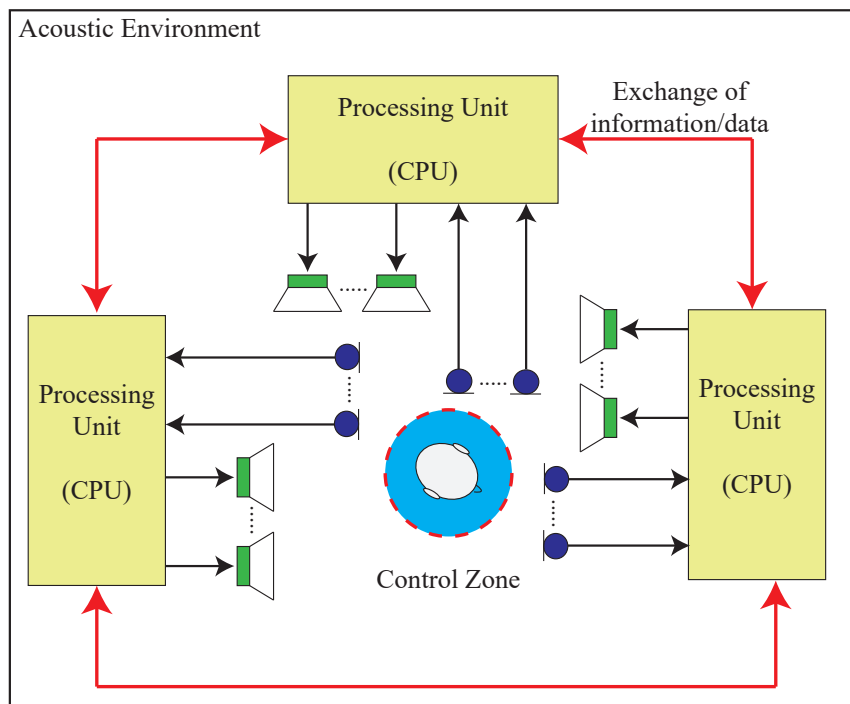 Acoustic Environment
Processing Unit
(CPU)
Exchange of
information/data
Processing
Unit
(CPU)
Processing
Unit
(CPU)
Control Zone